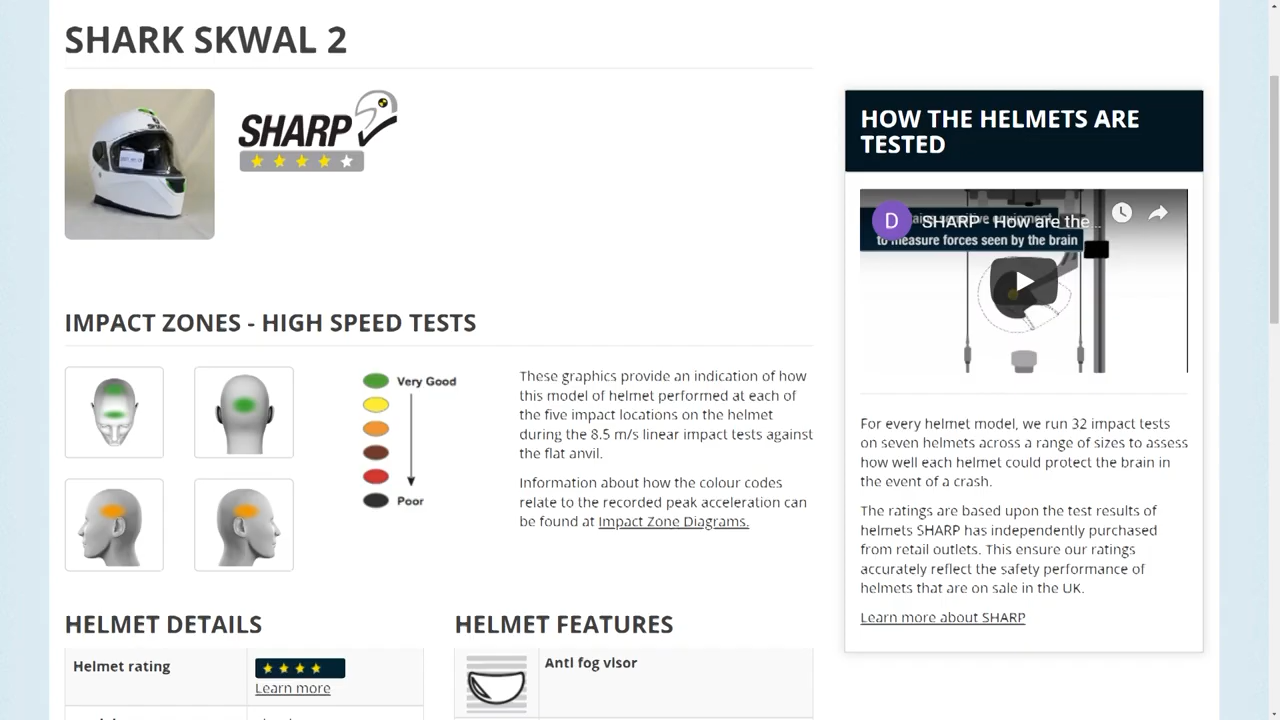 SHARK SKWAL 2
SHARP
IMPACT ZONES - HIGH SPEED TESTS
Very Good
Poor
These graphics provide an indication of how
this model of helmet performed at each of
the five impact locations on the helmet
during the 8.5 m/s linear impact tests against
the flat anvil.
Information about how the colour codes
relate to the recorded peak acceleration can
be found at Impact Zone Diagrams.
HELMET DETAILS
Helmet rating
Learn more
HELMET FEATURES
Anti fog visor
HOW THE HELMETS ARE
TESTED
D
SHARP - How are the...
sensitive equipment
to measure forces seen by the brain
For every helmet model, we run 32 impact tests
on seven helmets across a range of sizes to assess
how well each helmet could protect the brain in
the event of a crash.
The ratings are based upon the test results of
helmets SHARP has independently purchased
from retail outlets. This ensure our ratings
accurately reflect the safety performance of
helmets that are on sale in the UK.
Learn more about SHARP